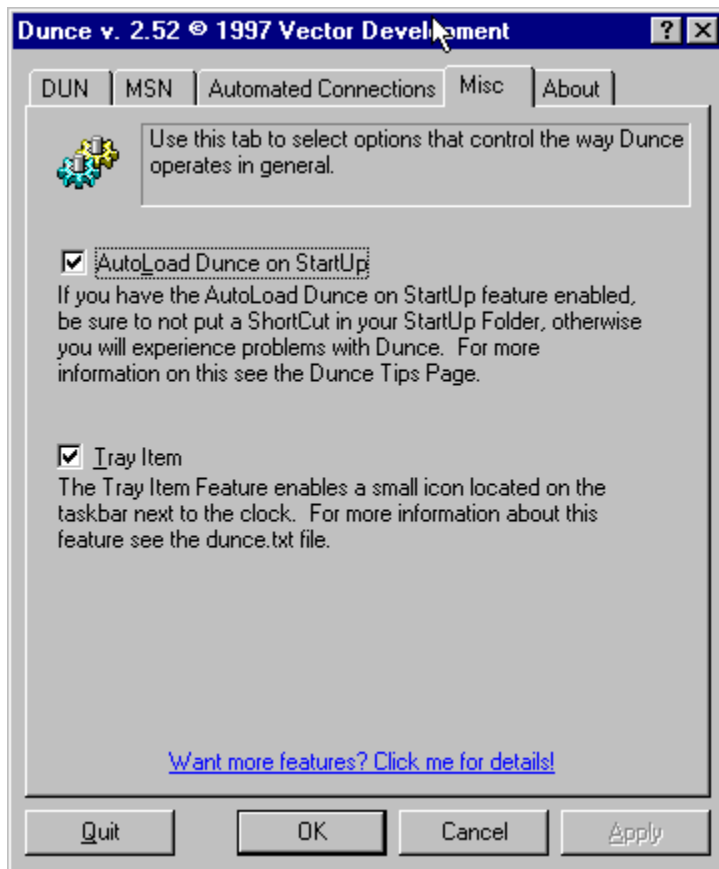 Dunce v. 2.52 © 1997 Vector Development
DUN MSN Automated Connections Misc About
Use this tab to select options that control the way Dunce
operates in general.
AutoLoad Dunce on StartUp
If you have the AutoLoad Dunce on StartUp feature enabled,
be sure to not put a ShortCut in your StartUp Folder, otherwise
you will experience problems with Dunce. For more
information on this see the Dunce Tips Page.
Tray Item
The Tray Item Feature enables a small icon located on the
taskbar next to the clock. For more information about this
feature see the dunce.txt file.
Want more features? Click me for details!
Quit OK Cancel Apply